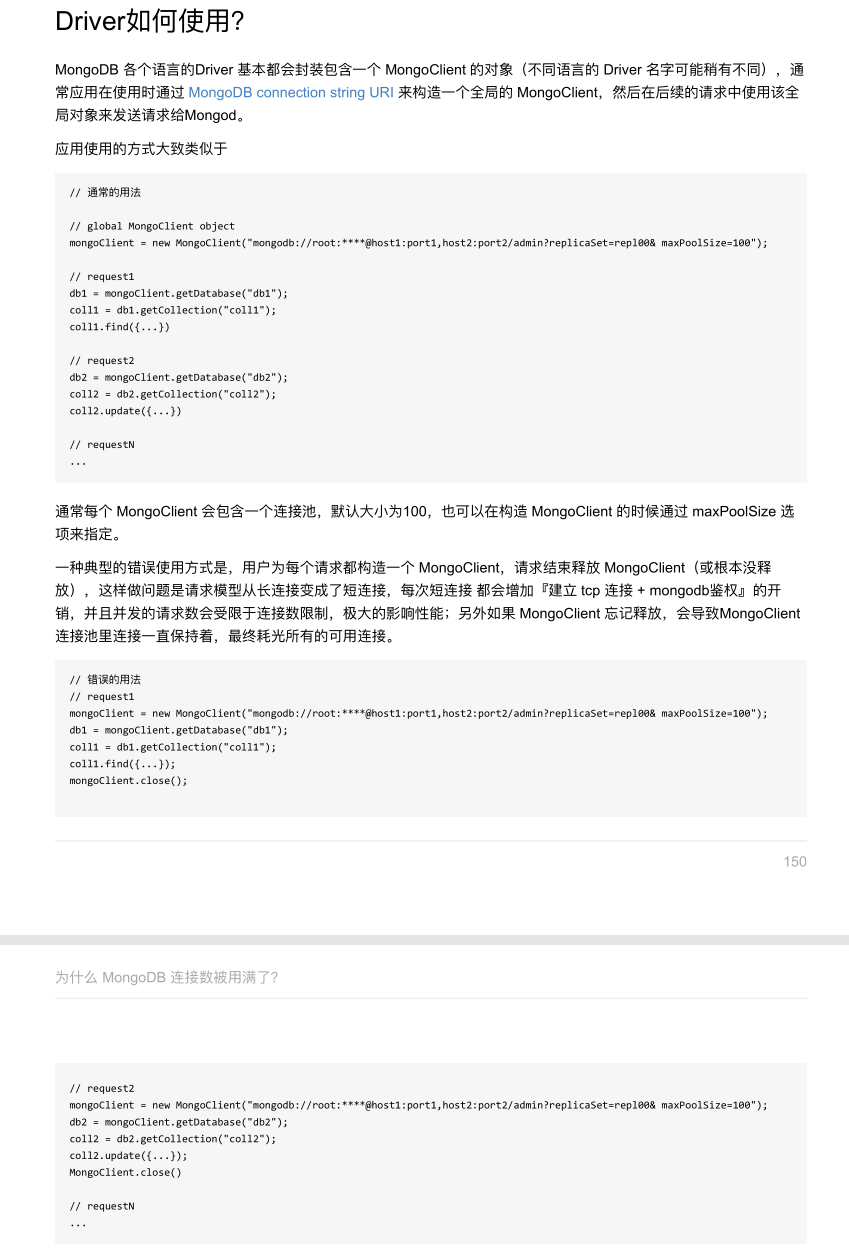 Driver如何使用?
MongoDB 各个语言的Driver 基本都会封装包含一个 MongoClient 的对象（不同语言的 Driver 名字可能稍有不同），通
常应用在使用时通过 MongoDB connection string URI 来构造一个全局的 MongoClient，然后在后续的请求中使用该全
局对象来发送请求给Mongod。
应用使用的方式大致类似于
// 通常的用法
// global MongoClient object
mongoClient = new MongoClient("mongodb://root:****@host1:port1,host2:port2/admin?replicaSet=repl00& maxPoolSize=100");
// request1
db1 = mongoClient.getDatabase("db1");
coll1 = db1.getCollection("coll1");
coll1.find({...})
// request2
db2 = mongoClient.getDatabase("db2");
coll2 = db2.getCollection("coll2");
coll2.update({...})
// requestN
...
通常每个 MongoClient 会包含一个连接池，默认大小为100，也可以在构造 MongoClient 的时候通过 maxPoolSize 选
项来指定。
一种典型的错误使用方式是，用户为每个请求都构造一个 MongoClient，请求结束释放 MongoClient（或根本没释
放），这样做问题是请求模型从长连接变成了短连接，每次短连接 都会增加『建立 tcp 连接 + mongodb鉴权』的开
销，并且并发的请求数会受限于连接数限制，极大的影响性能；另外如果 MongoClient 忘记释放，会导致MongoClient
连接池里连接一直保持着，最终耗光所有的可用连接。
// 错误的用法
// request1
mongoClient = new MongoClient("mongodb://root:****@host1:port1,host2:port2/admin?replicaSet=repl00& maxPoolSize=100");
db1 = mongoClient.getDatabase("db1");
coll1 = db1.getCollection("coll1");
coll1.find({...});
mongoClient.close();
150
为什么 MongoDB 连接数被用满了?
// request2
mongoClient = new MongoClient("mongodb://root:****@host1:port1,host2:port2/admin?replicaSet=repl00& maxPoolSize=100");
db2 = mongoClient.getDatabase("db2");
coll2 = db2.getCollection("coll2");
coll2.update({...});
MongoClient.close()
// requestN
...